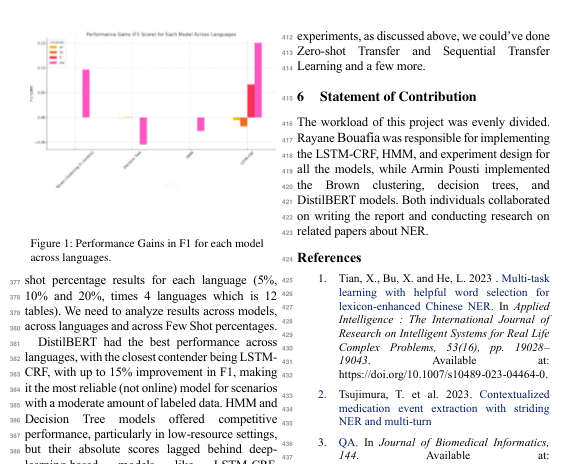 Performance Gains (F1 Score) for Each Model Across Languages
Decision Tree
HMM
LSTM-CRF
Figure 1: Performance Gains in F1 for each model
across languages.
377 shot percentage results for each language (5%,
378 10% and 20%, times 4 languages which is 12
379 tables). We need to analyze results across models,
380 across languages and across Few Shot percentages.
381 DistilBERT had the best performance across
382 languages, with the closest contender being LSTM-
383 CRF, with up to 15% improvement in F1, making
384 it the most reliable (not online) model for scenarios
385 with a moderate amount of labeled data. HMM and
386 Decision Tree models offered competitive
387 performance, particularly in low-resource settings,
388 but their absolute scores lagged behind deep-
412 experiments, as discussed above, we could've done
413 Zero-shot Transfer and Sequential Transfer
414 Learning and a few more.
415 6 Statement of Contribution
416 The workload of this project was evenly divided.
417 Rayane Bouafia was responsible for implementing
418 the LSTM-CRF, HMM, and experiment design for
419 all the models, while Armin Pousti implemented
420 the Brown clustering, decision trees, and
421 DistilBERT models. Both individuals collaborated
422 on writing the report and conducting research on
423 related papers about NER.
424 References
425 1. Tian, X., Bu, X. and He, L. 2023 . Multi-task
426 learning with helpful word selection for
427 lexicon-enhanced Chinese NER. In Applied
428 Intelligence : The International Journal of
429 Research on Intelligent Systems for Real Life
430 Complex Problems, 53(16), pp. 19028–
431 19043. Available at:
432 https://doi.org/10.1007/s10489-023-04464-0.
433 2. Tsujimura, T. et al. 2023. Contextualized
434 medication event extraction with striding
435 NER and multi-turn
436 3. QA. In Journal of Biomedical Informatics,
437 144. Available at: